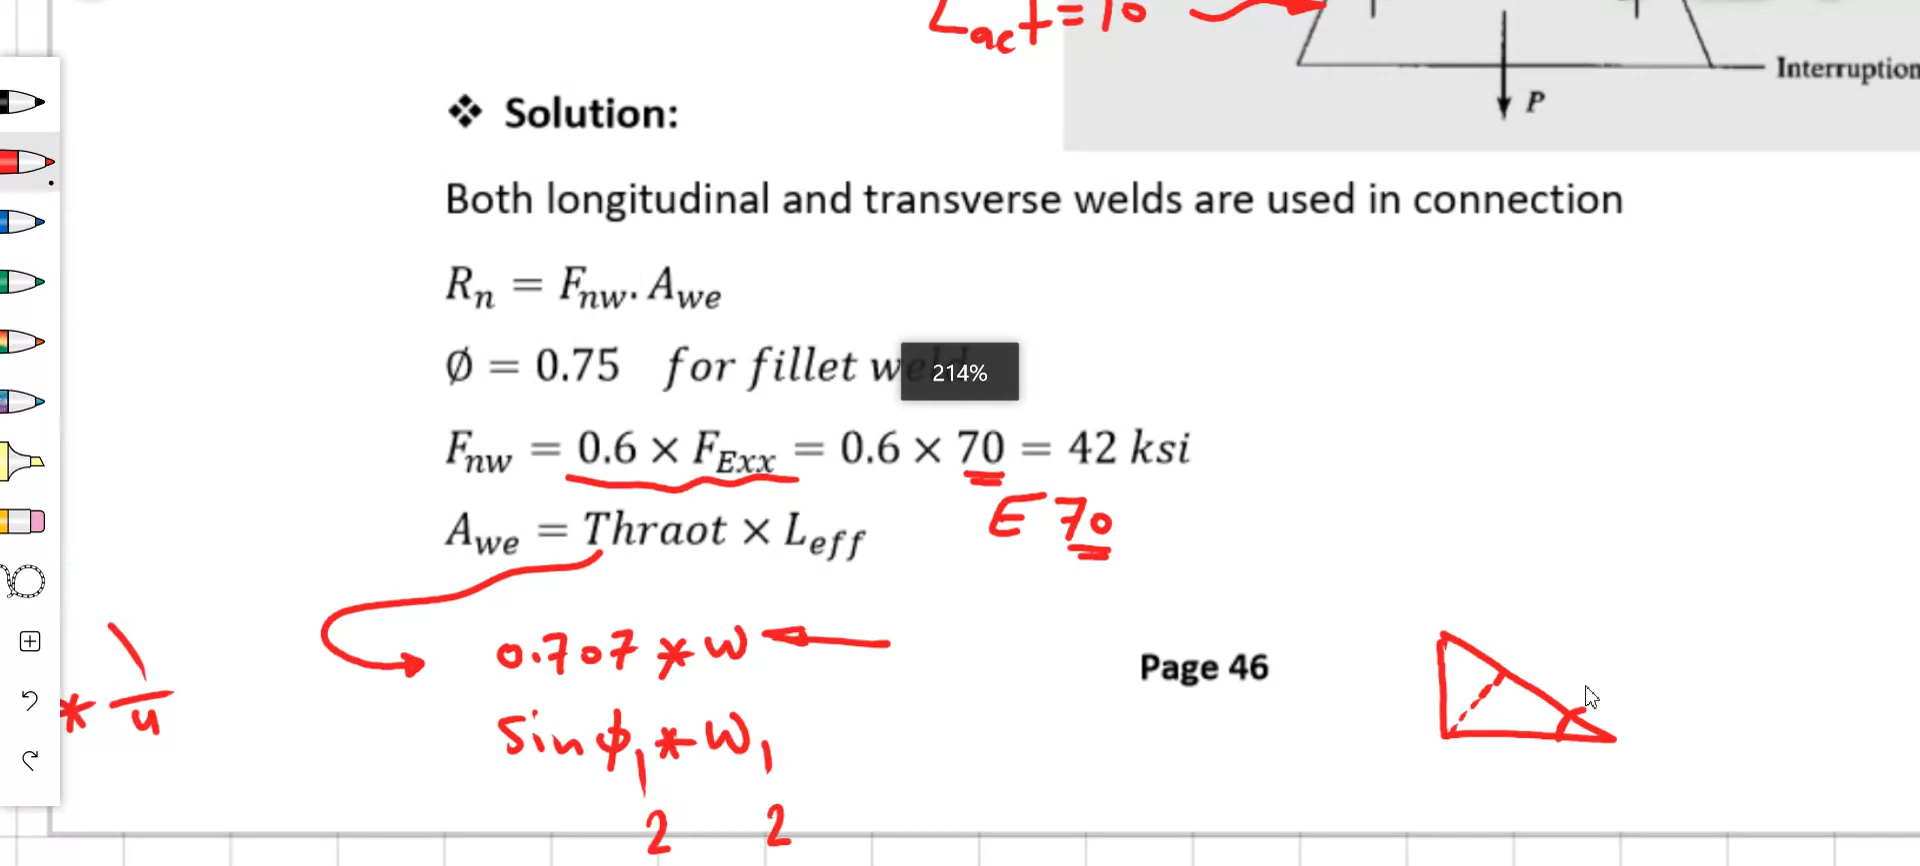 Lact = 10
Interruption
P
❖ Solution:
Both longitudinal and transverse welds are used in connection
Rn = Fnw. Awe
Ø = 0.75 for fillet weld
214%
Fnw = 0.6 × FExx = 0.6 × 70 = 42 ksi
E 70
Awe = Thraot × Leff
0.707 * w
Page 46
* 4
sin ϕ1 * w1
2 2